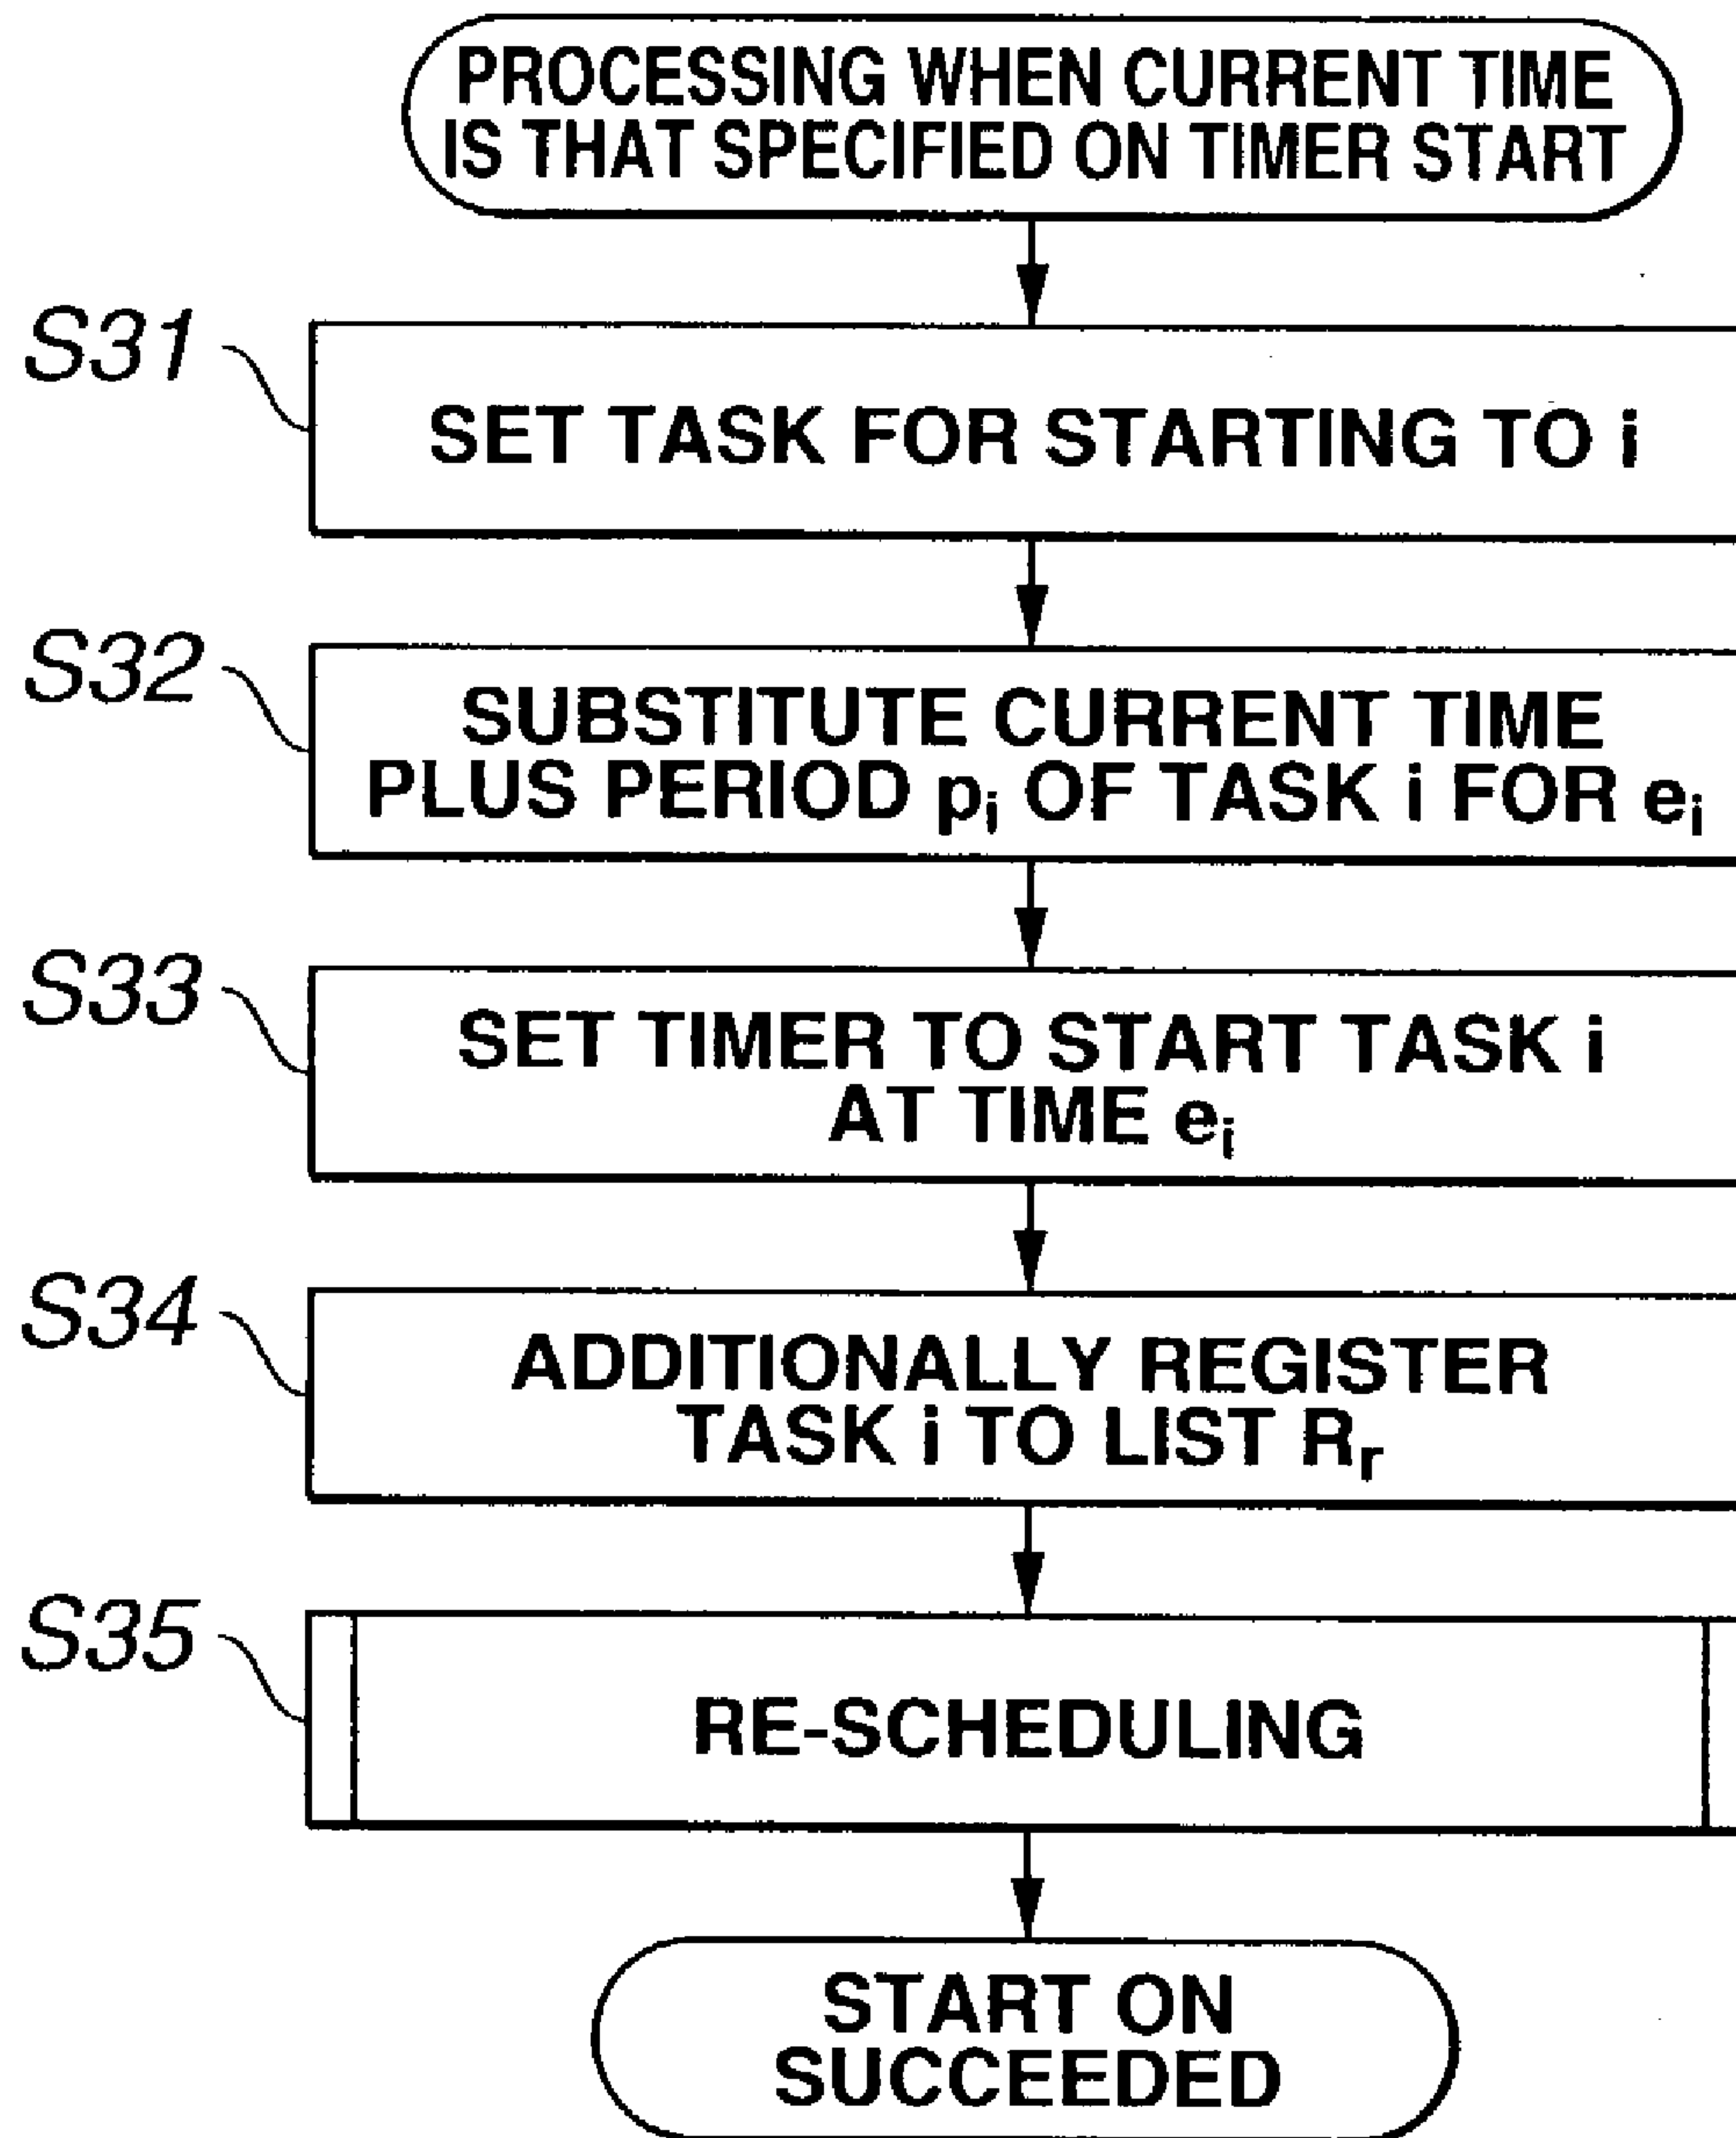 PROCESSING WHEN CURRENT TIME
IS THAT SPECIFIED ON TIMER START
S31
SET TASK FOR STARTING TO i
S32
SUBSTITUTE CURRENT TIME
PLUS PERIOD pi OF TASK i FOR ei
S33
SET TIMER TO START TASK i
AT TIME ei
S34
ADDITIONALLY REGISTER
TASK i TO LIST Rr
S35
RE-SCHEDULING
START ON
SUCCEEDED